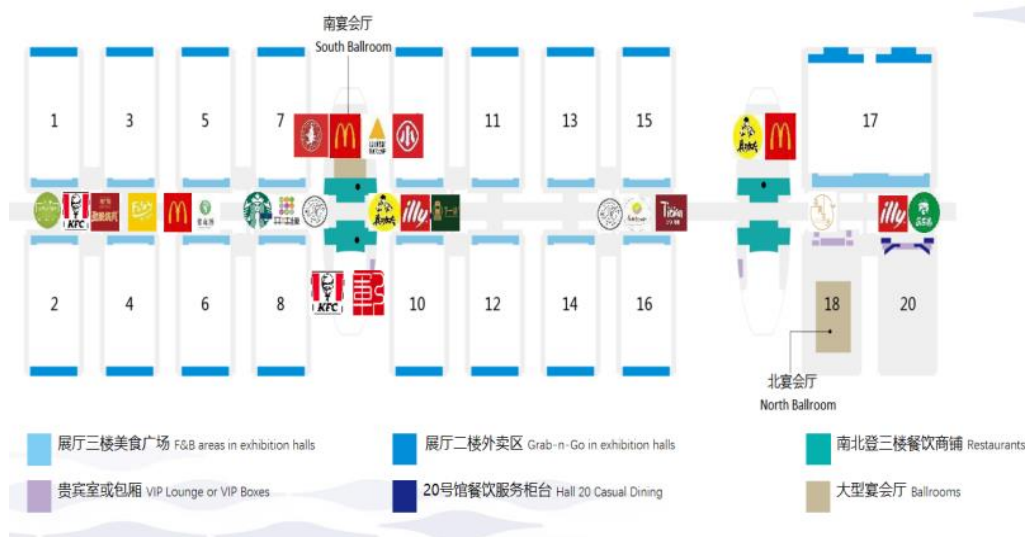 南宴会厅
South Ballroom
1 3 5 7 11 13 15 17
KFC illy Tiein illy
2 4 6 8 10 12 14 16 18 20
KFC
北宴会厅
North Ballroom
展厅三楼美食广场 F&B areas in exhibition halls
展厅二楼外卖区 Grab-n-Go in exhibition halls
南北登三楼餐饮商铺 Restaurants
贵宾室或包厢 VIP Lounge or VIP Boxes
20号馆餐饮服务柜台 Hall 20 Casual Dining
大型宴会厅 Ballrooms